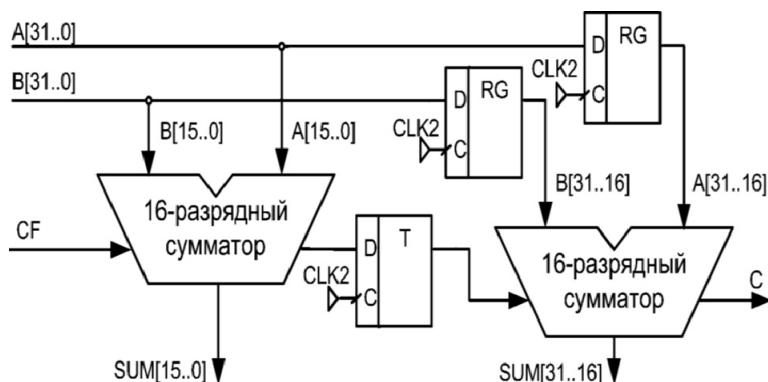 A[31..0]
D
RG
CLK2
C
B[31..0]
D
RG
CLK2
C
B[15..0]
A[15..0]
B[31..16]
A[31..16]
16-разрядный
сумматор
CF
D
T
CLK2
C
16-разрядный
сумматор
C
SUM[15..0]
SUM[31..16]